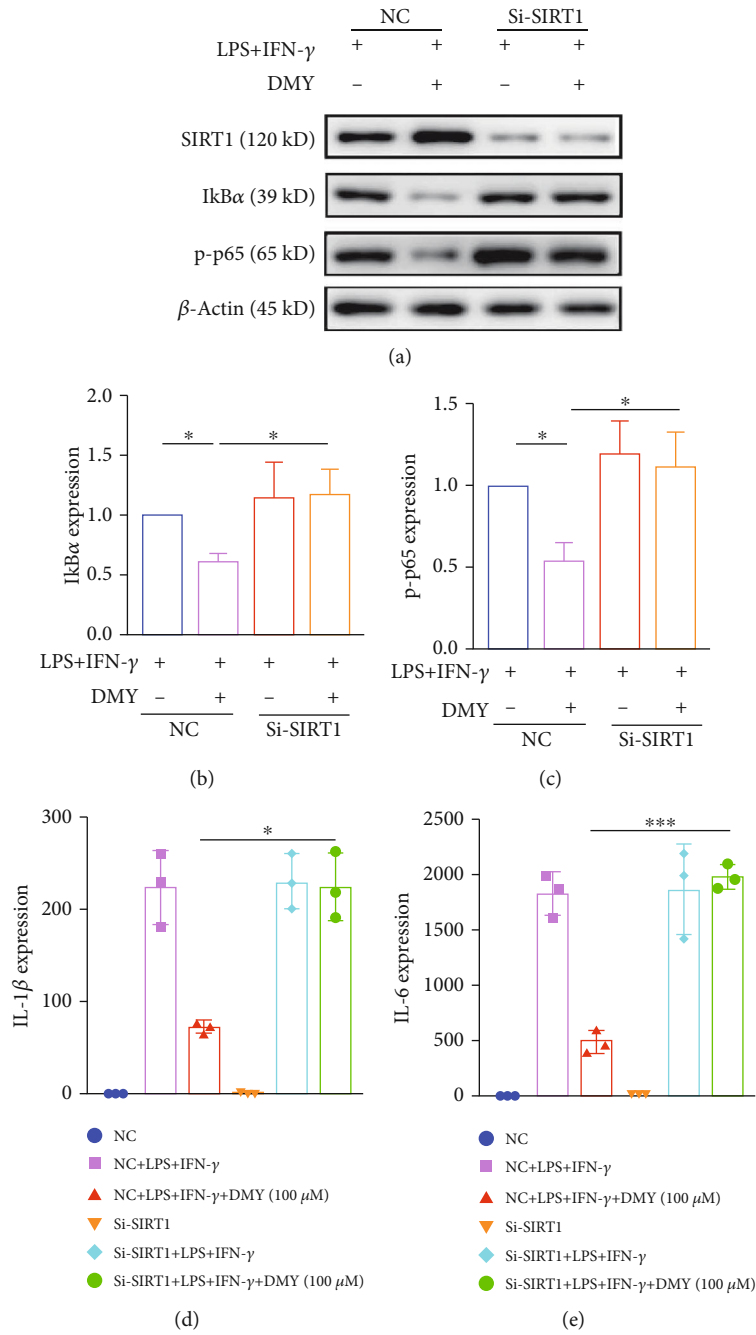 NC Si-SIRT1
LPS+IFN-γ + + + +
DMY – + – +
SIRT1 (120 kD)
IkBα (39 kD)
p-p65 (65 kD)
β-Actin (45 kD)
(a)
IkBα expression
2.0
1.5
1.0
0.5
0.0
* *
LPS+IFN-γ + + + +
DMY – + – +
NC Si-SIRT1
(b)
p-p65 expression
1.5
1.0
0.5
0.0
* *
LPS+IFN-γ + + + +
DMY – + – +
NC Si-SIRT1
(c)
IL-1β expression
300
200
100
0
*
NC
NC+LPS+IFN-γ
NC+LPS+IFN-γ+DMY (100 μM)
Si-SIRT1
Si-SIRT1+LPS+IFN-γ
Si-SIRT1+LPS+IFN-γ+DMY (100 μM)
(d)
IL-6 expression
2500
2000
1500
1000
500
0
***
NC
NC+LPS+IFN-γ
NC+LPS+IFN-γ+DMY (100 μM)
Si-SIRT1
Si-SIRT1+LPS+IFN-γ
Si-SIRT1+LPS+IFN-γ+DMY (100 μM)
(e)